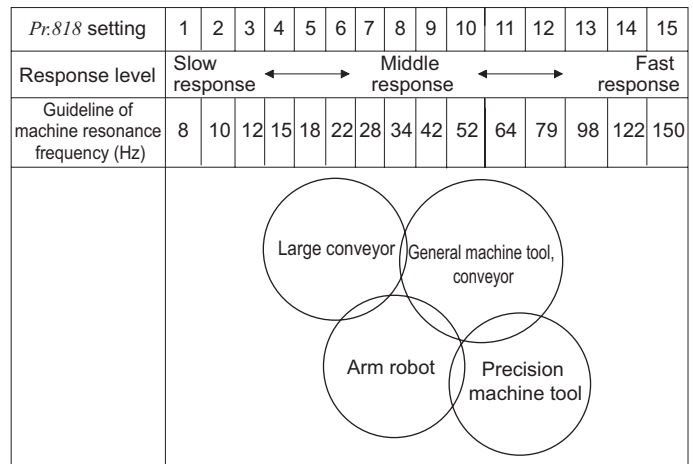 Pr.818 setting 1 2 3 4 5 6 7 8 9 10 11 12 13 14 15
Response level
Slow
response
Middle
response
Fast
response
Guideline of
machine resonance
frequency (Hz)
8 10 12 15 18 22 28 34 42 52 64 79 98 122 150
Large conveyor
General machine tool,
conveyor
Arm robot
Precision
machine tool